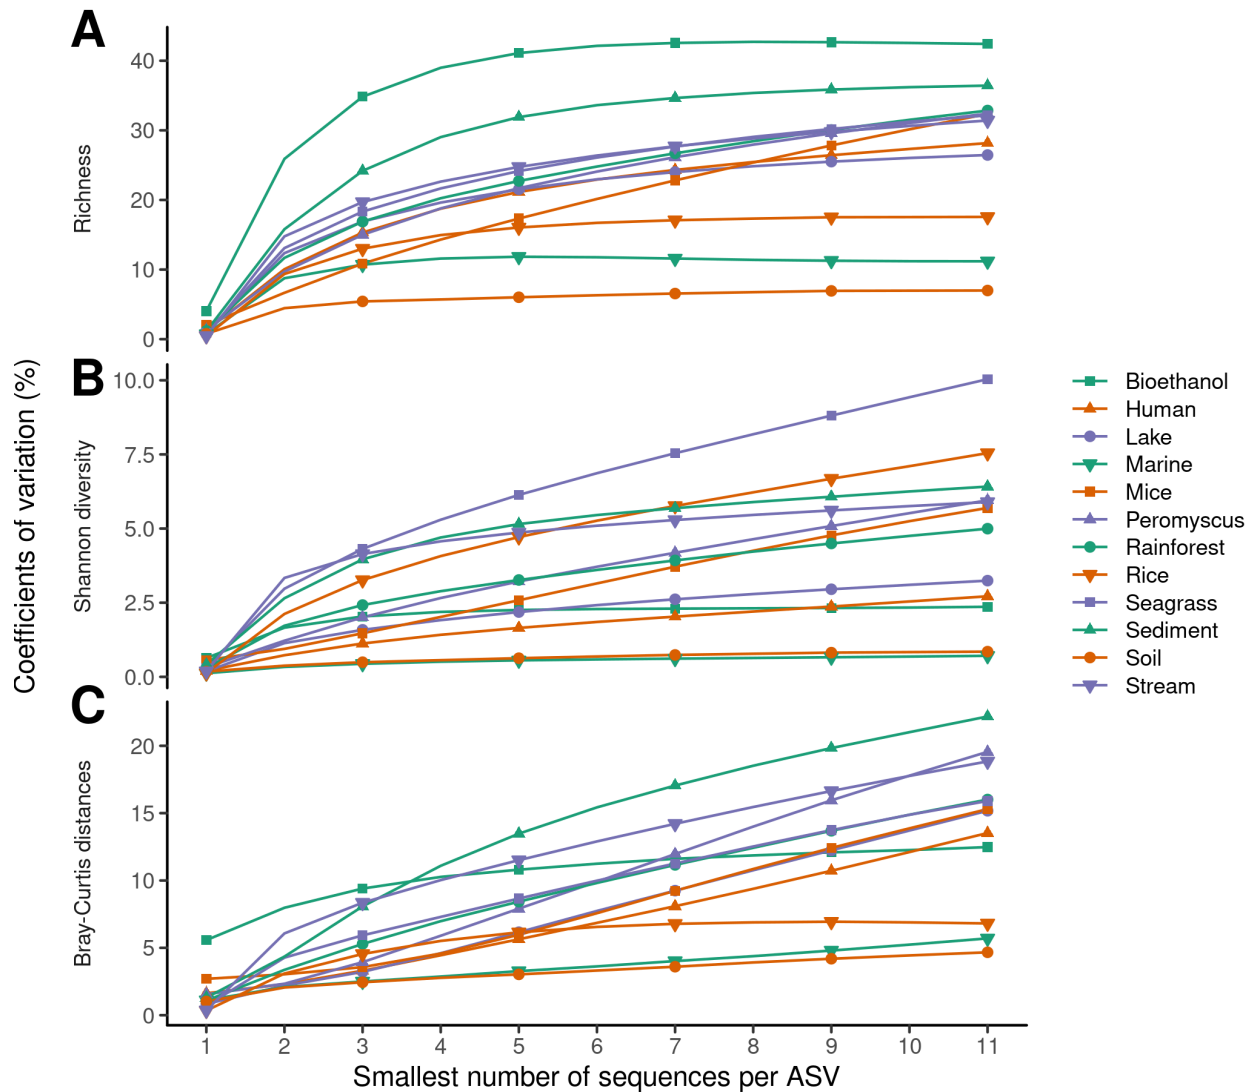 A
40
30
20
10
0
Richness
B
10.0
7.5
5.0
2.5
0.0
Shannon diversity
C
20
15
10
5
0
Bray-Curtis distances
Coefficients of variation (%)
1 2 3 4 5 6 7 8 9 10 11
Smallest number of sequences per ASV
Bioethanol
Human
Lake
Marine
Mice
Peromyscus
Rainforest
Rice
Seagrass
Sediment
Soil
Stream